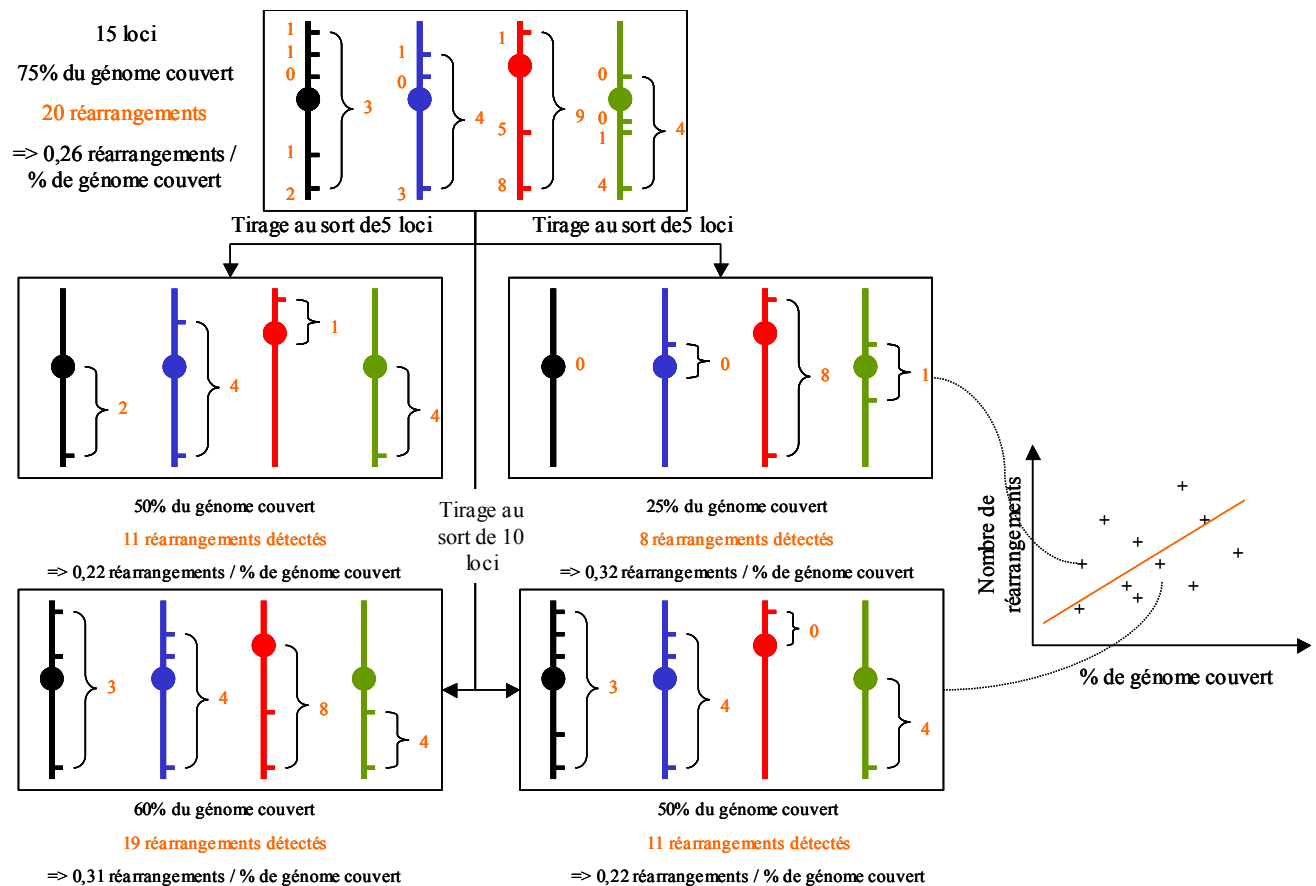 15 loci
75% du génome couvert
20 réarrangements
=> 0,26 réarrangements /
% de génome couvert
1
1
0
1
2
3
1
0
3
4
1
5
8
9
0
0
1
4
4
Tirage au sort de5 loci
Tirage au sort de5 loci
2
4
1
4
50% du génome couvert
11 réarrangements détectés
=> 0,22 réarrangements / % de génome couvert
0
0
8
1
25% du génome couvert
8 réarrangements détectés
=> 0,32 réarrangements / % de génome couvert
Tirage au
sort de 10
loci
3
4
8
4
60% du génome couvert
19 réarrangements détectés
=> 0,31 réarrangements / % de génome couvert
3
4
0
4
50% du génome couvert
11 réarrangements détectés
=> 0,22 réarrangements / % de génome couvert
Nombre de
réarrangements
% de génome couvert